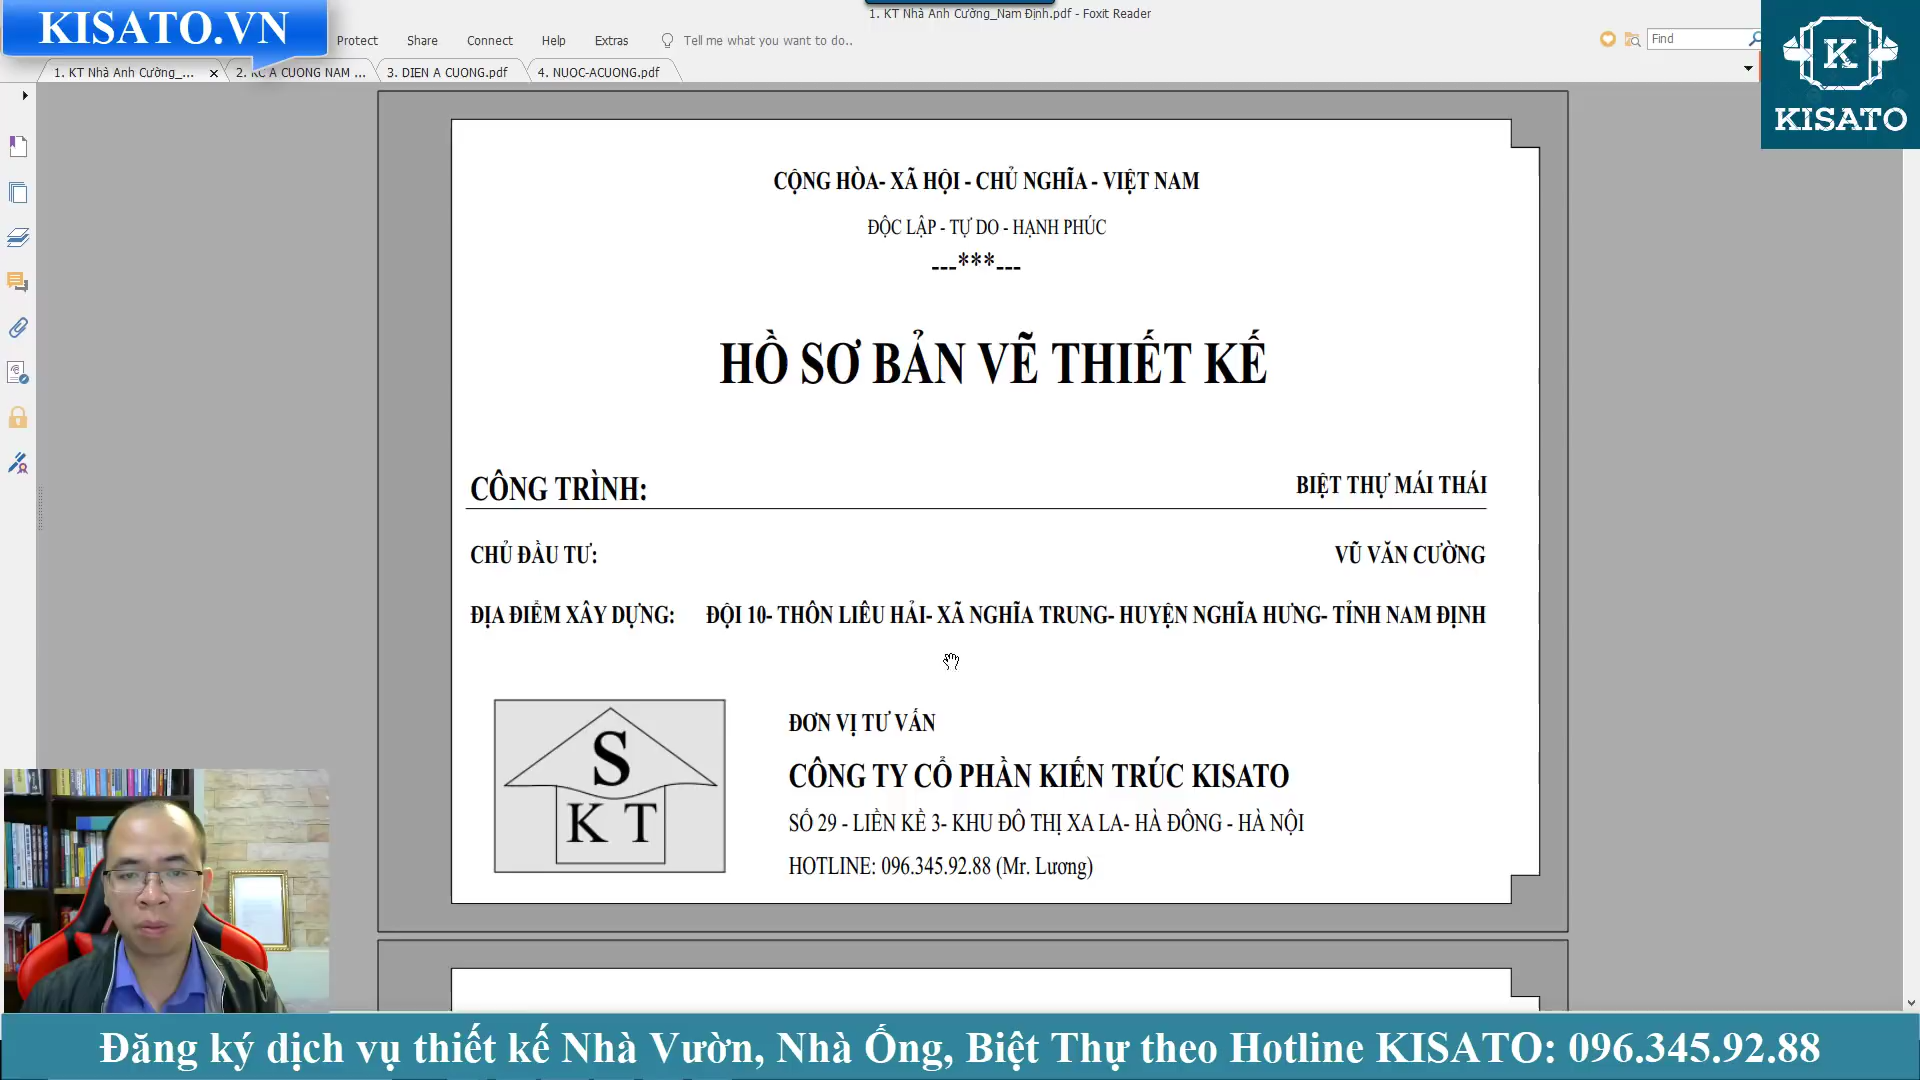 KISATO.VN
1. KT Nhà Anh Cường_Nam Định.pdf - Foxit Reader
Protect Share Connect Help Extras Tell me what you want to do..
Find
1. KT Nhà Anh Cường_... × 2. KC A CUONG NAM ... 3. DIEN A CUONG.pdf 4. NUOC-ACUONG.pdf
K
KISATO
CỘNG HÒA- XÃ HỘI - CHỦ NGHĨA - VIỆT NAM
ĐỘC LẬP - TỰ DO - HẠNH PHÚC
---***---
HỒ SƠ BẢN VẼ THIẾT KẾ
CÔNG TRÌNH: BIỆT THỰ MÁI THÁI
CHỦ ĐẦU TƯ: VŨ VĂN CƯỜNG
ĐỊA ĐIỂM XÂY DỰNG: ĐỘI 10- THÔN LIÊU HẢI- XÃ NGHĨA TRUNG- HUYỆN NGHĨA HƯNG- TỈNH NAM ĐỊNH
S
K T
ĐƠN VỊ TƯ VẤN
CÔNG TY CỔ PHẦN KIẾN TRÚC KISATO
SỐ 29 - LIỀN KỀ 3- KHU ĐÔ THỊ XA LA- HÀ ĐÔNG - HÀ NỘI
HOTLINE: 096.345.92.88 (Mr. Lương)
Đăng ký dịch vụ thiết kế Nhà Vườn, Nhà Ống, Biệt Thự theo Hotline KISATO: 096.345.92.88